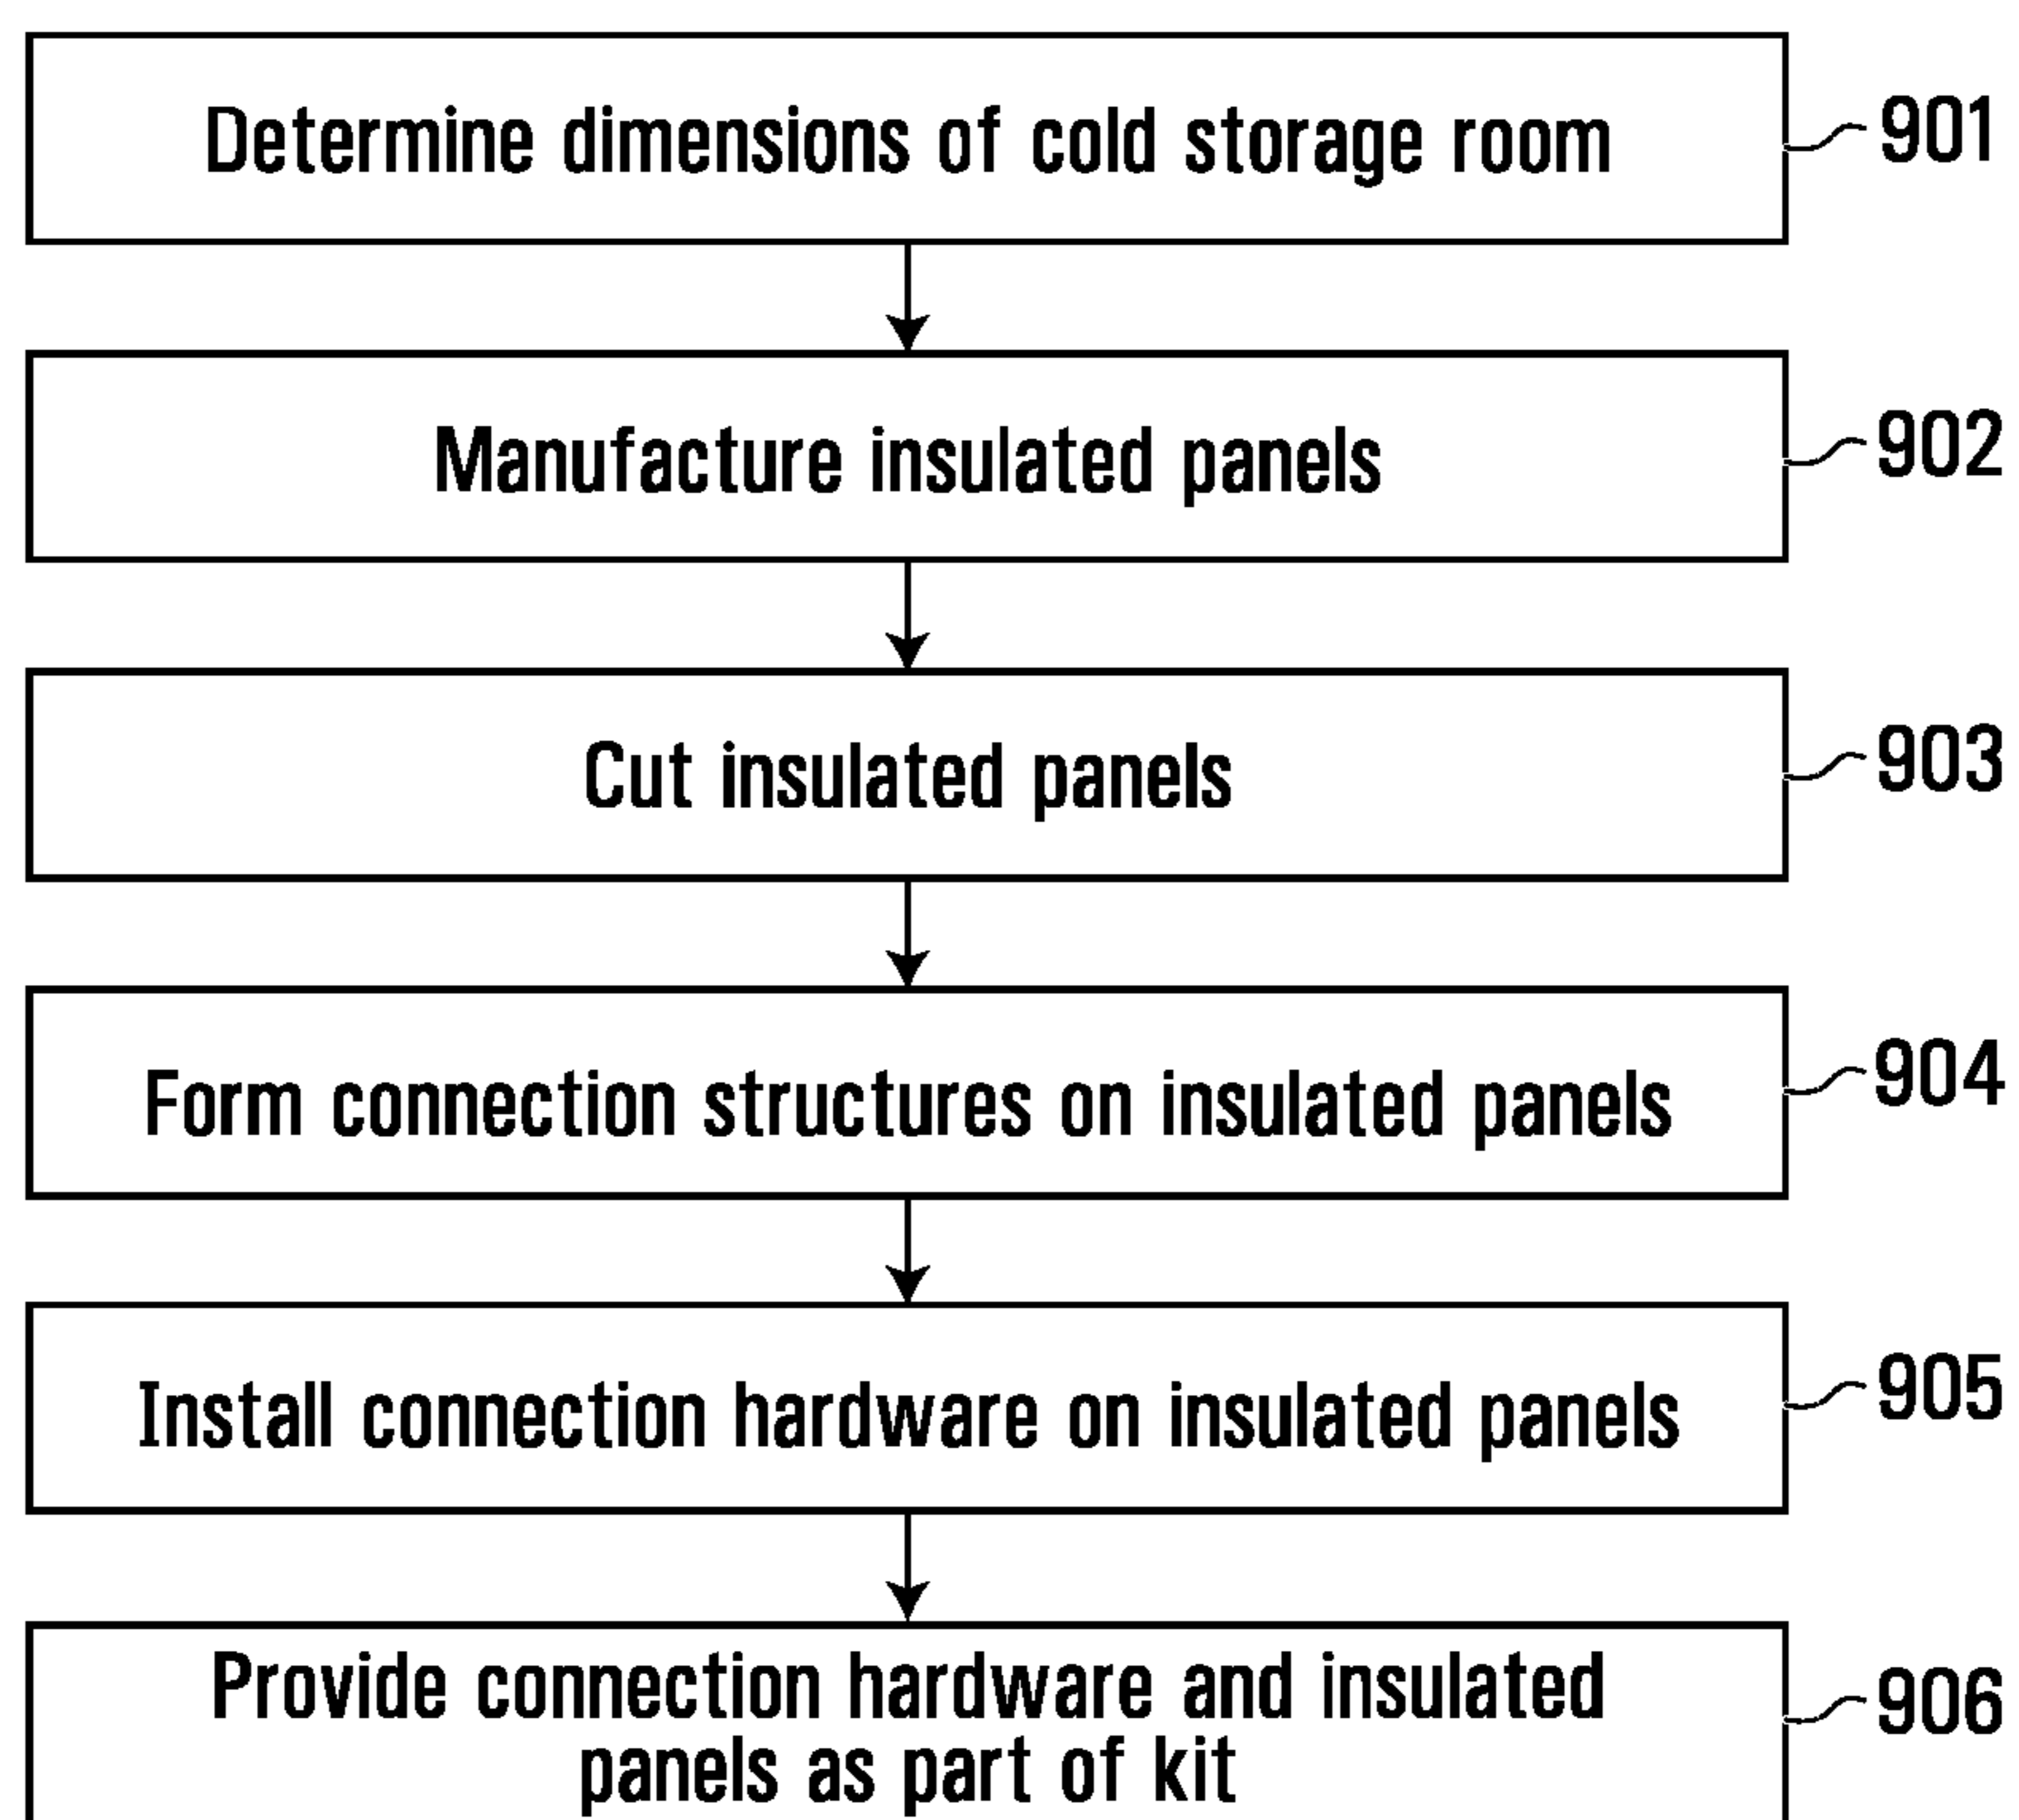 Determine dimensions of cold storage room
901
Manufacture insulated panels
902
Cut insulated panels
903
Form connection structures on insulated panels
904
Install connection hardware on insulated panels
905
Provide connection hardware and insulated
panels as part of kit
906